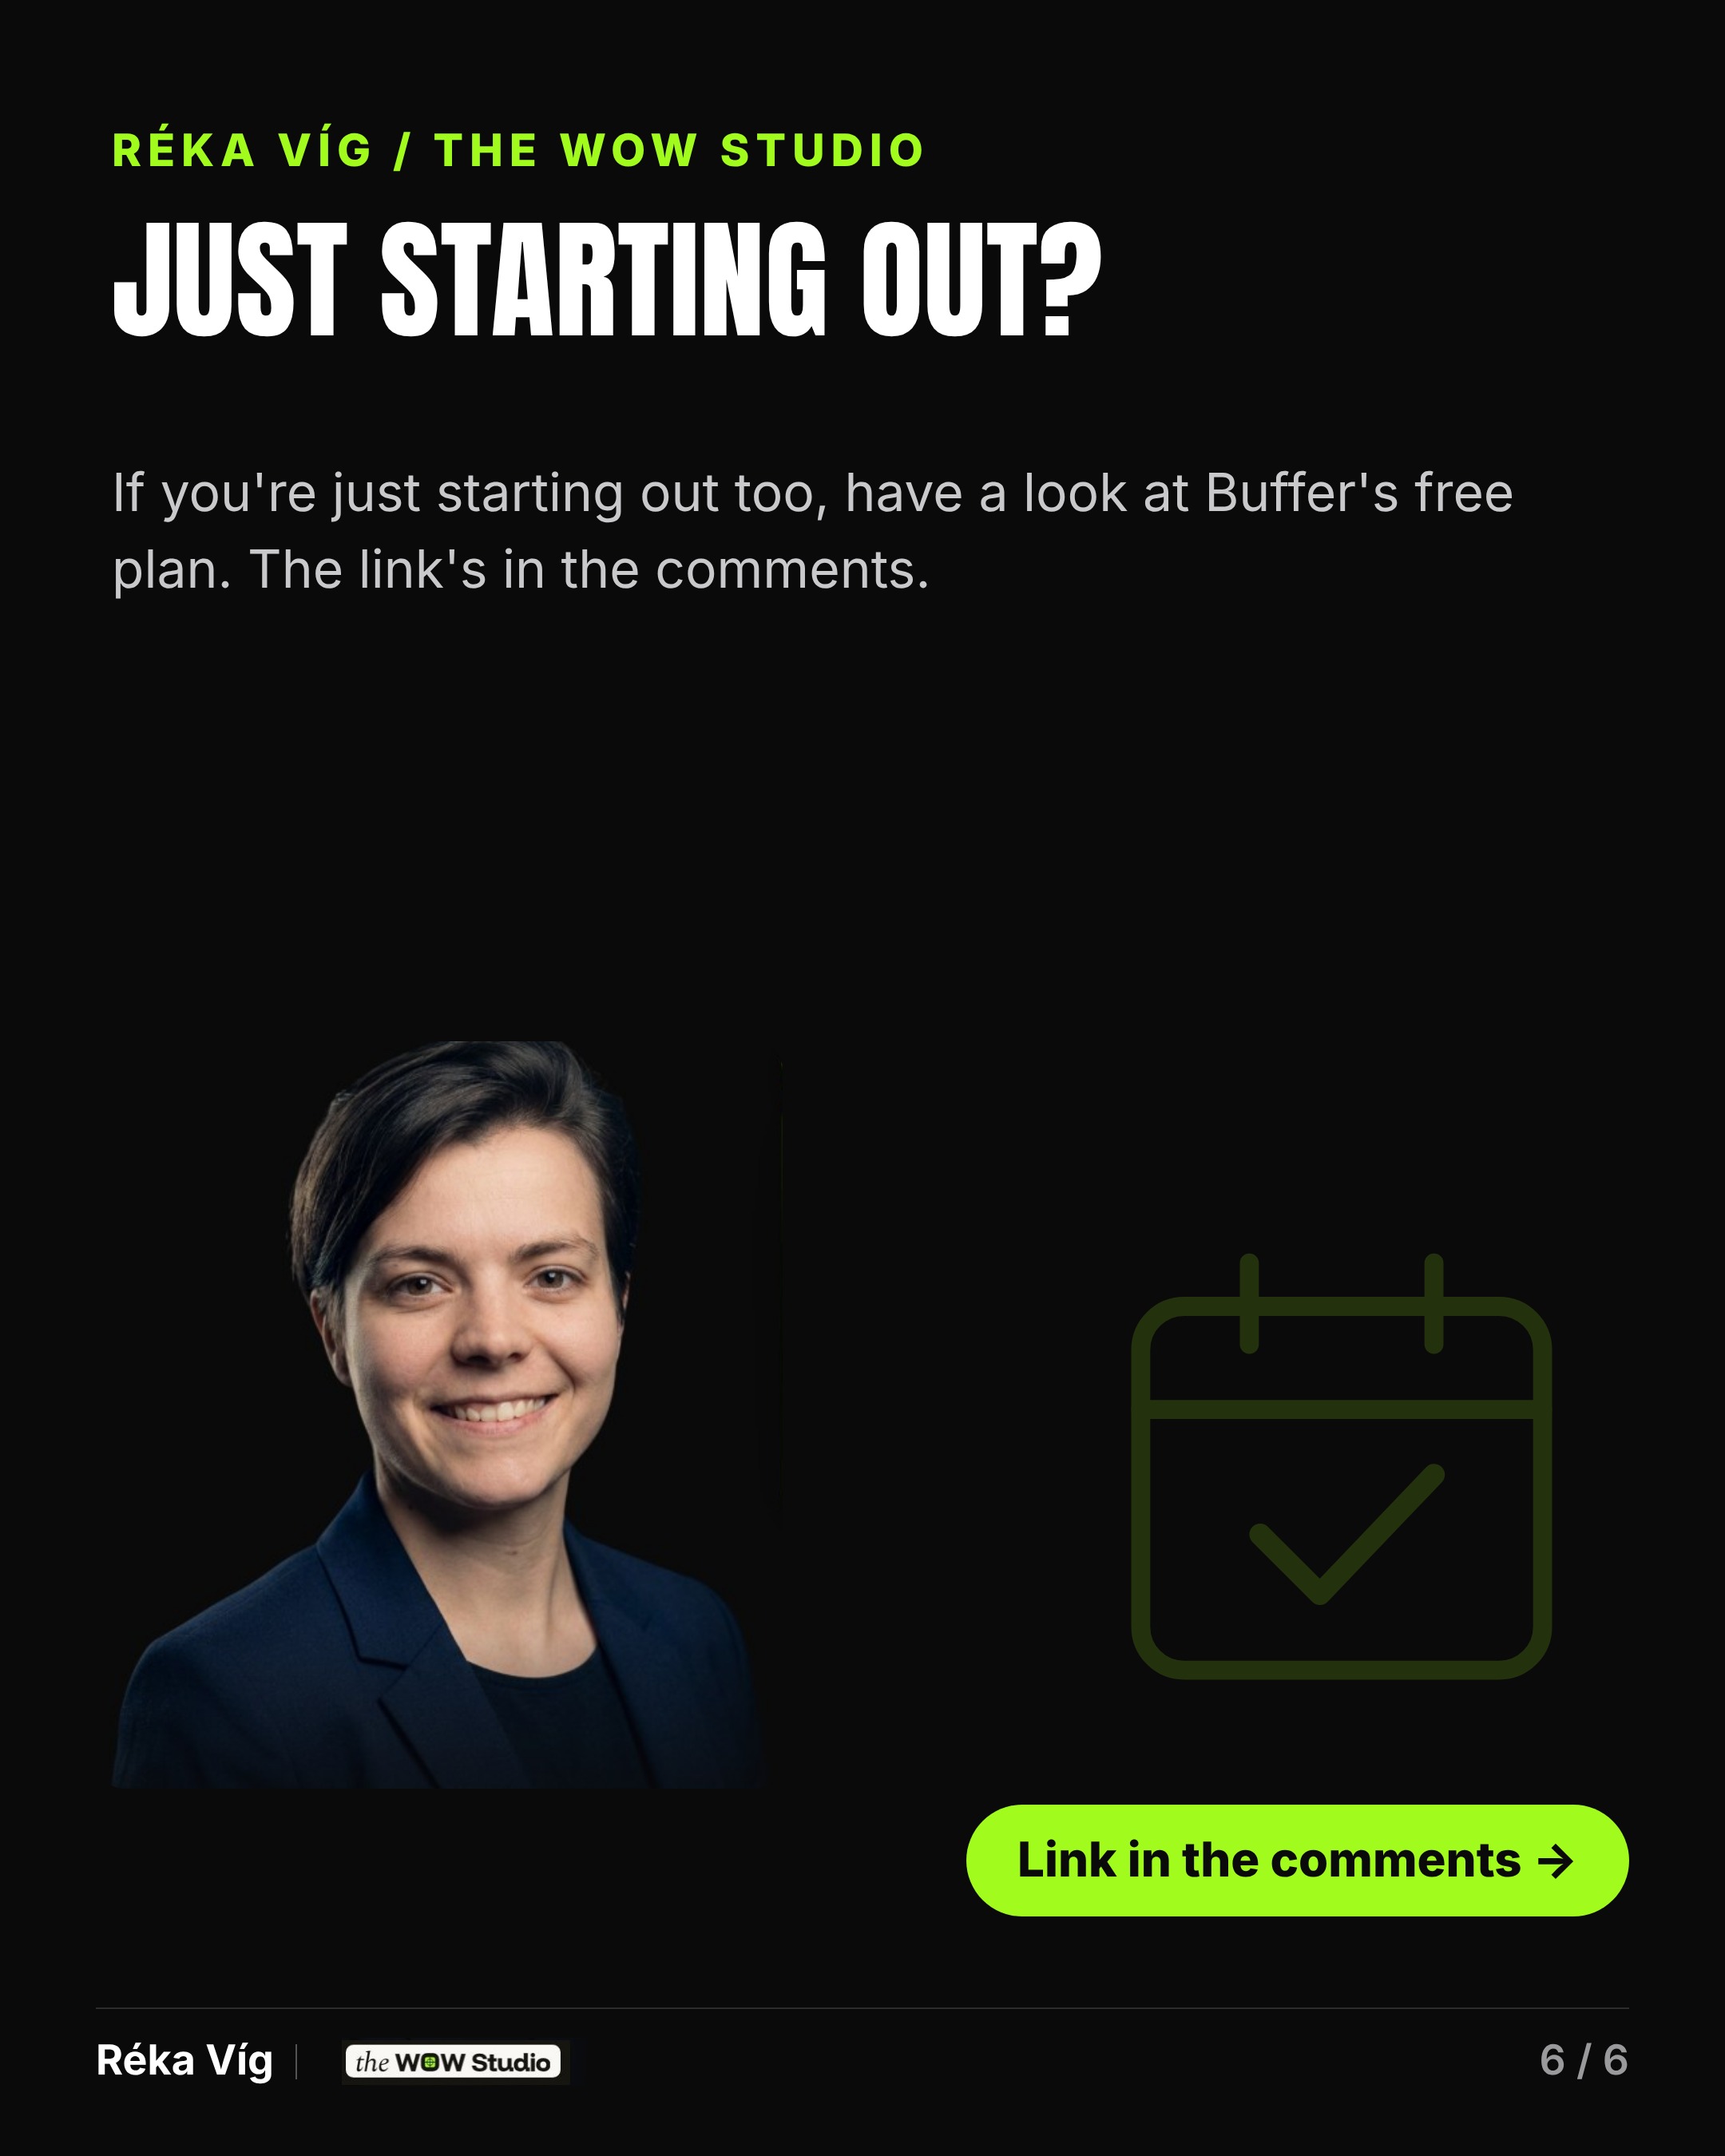 RÉKA VÍG / THE WOW STUDIO
JUST STARTING OUT?
If you're just starting out too, have a look at Buffer's free
plan. The link's in the comments.
Link in the comments →
Réka Víg
the WOW Studio
6 / 6